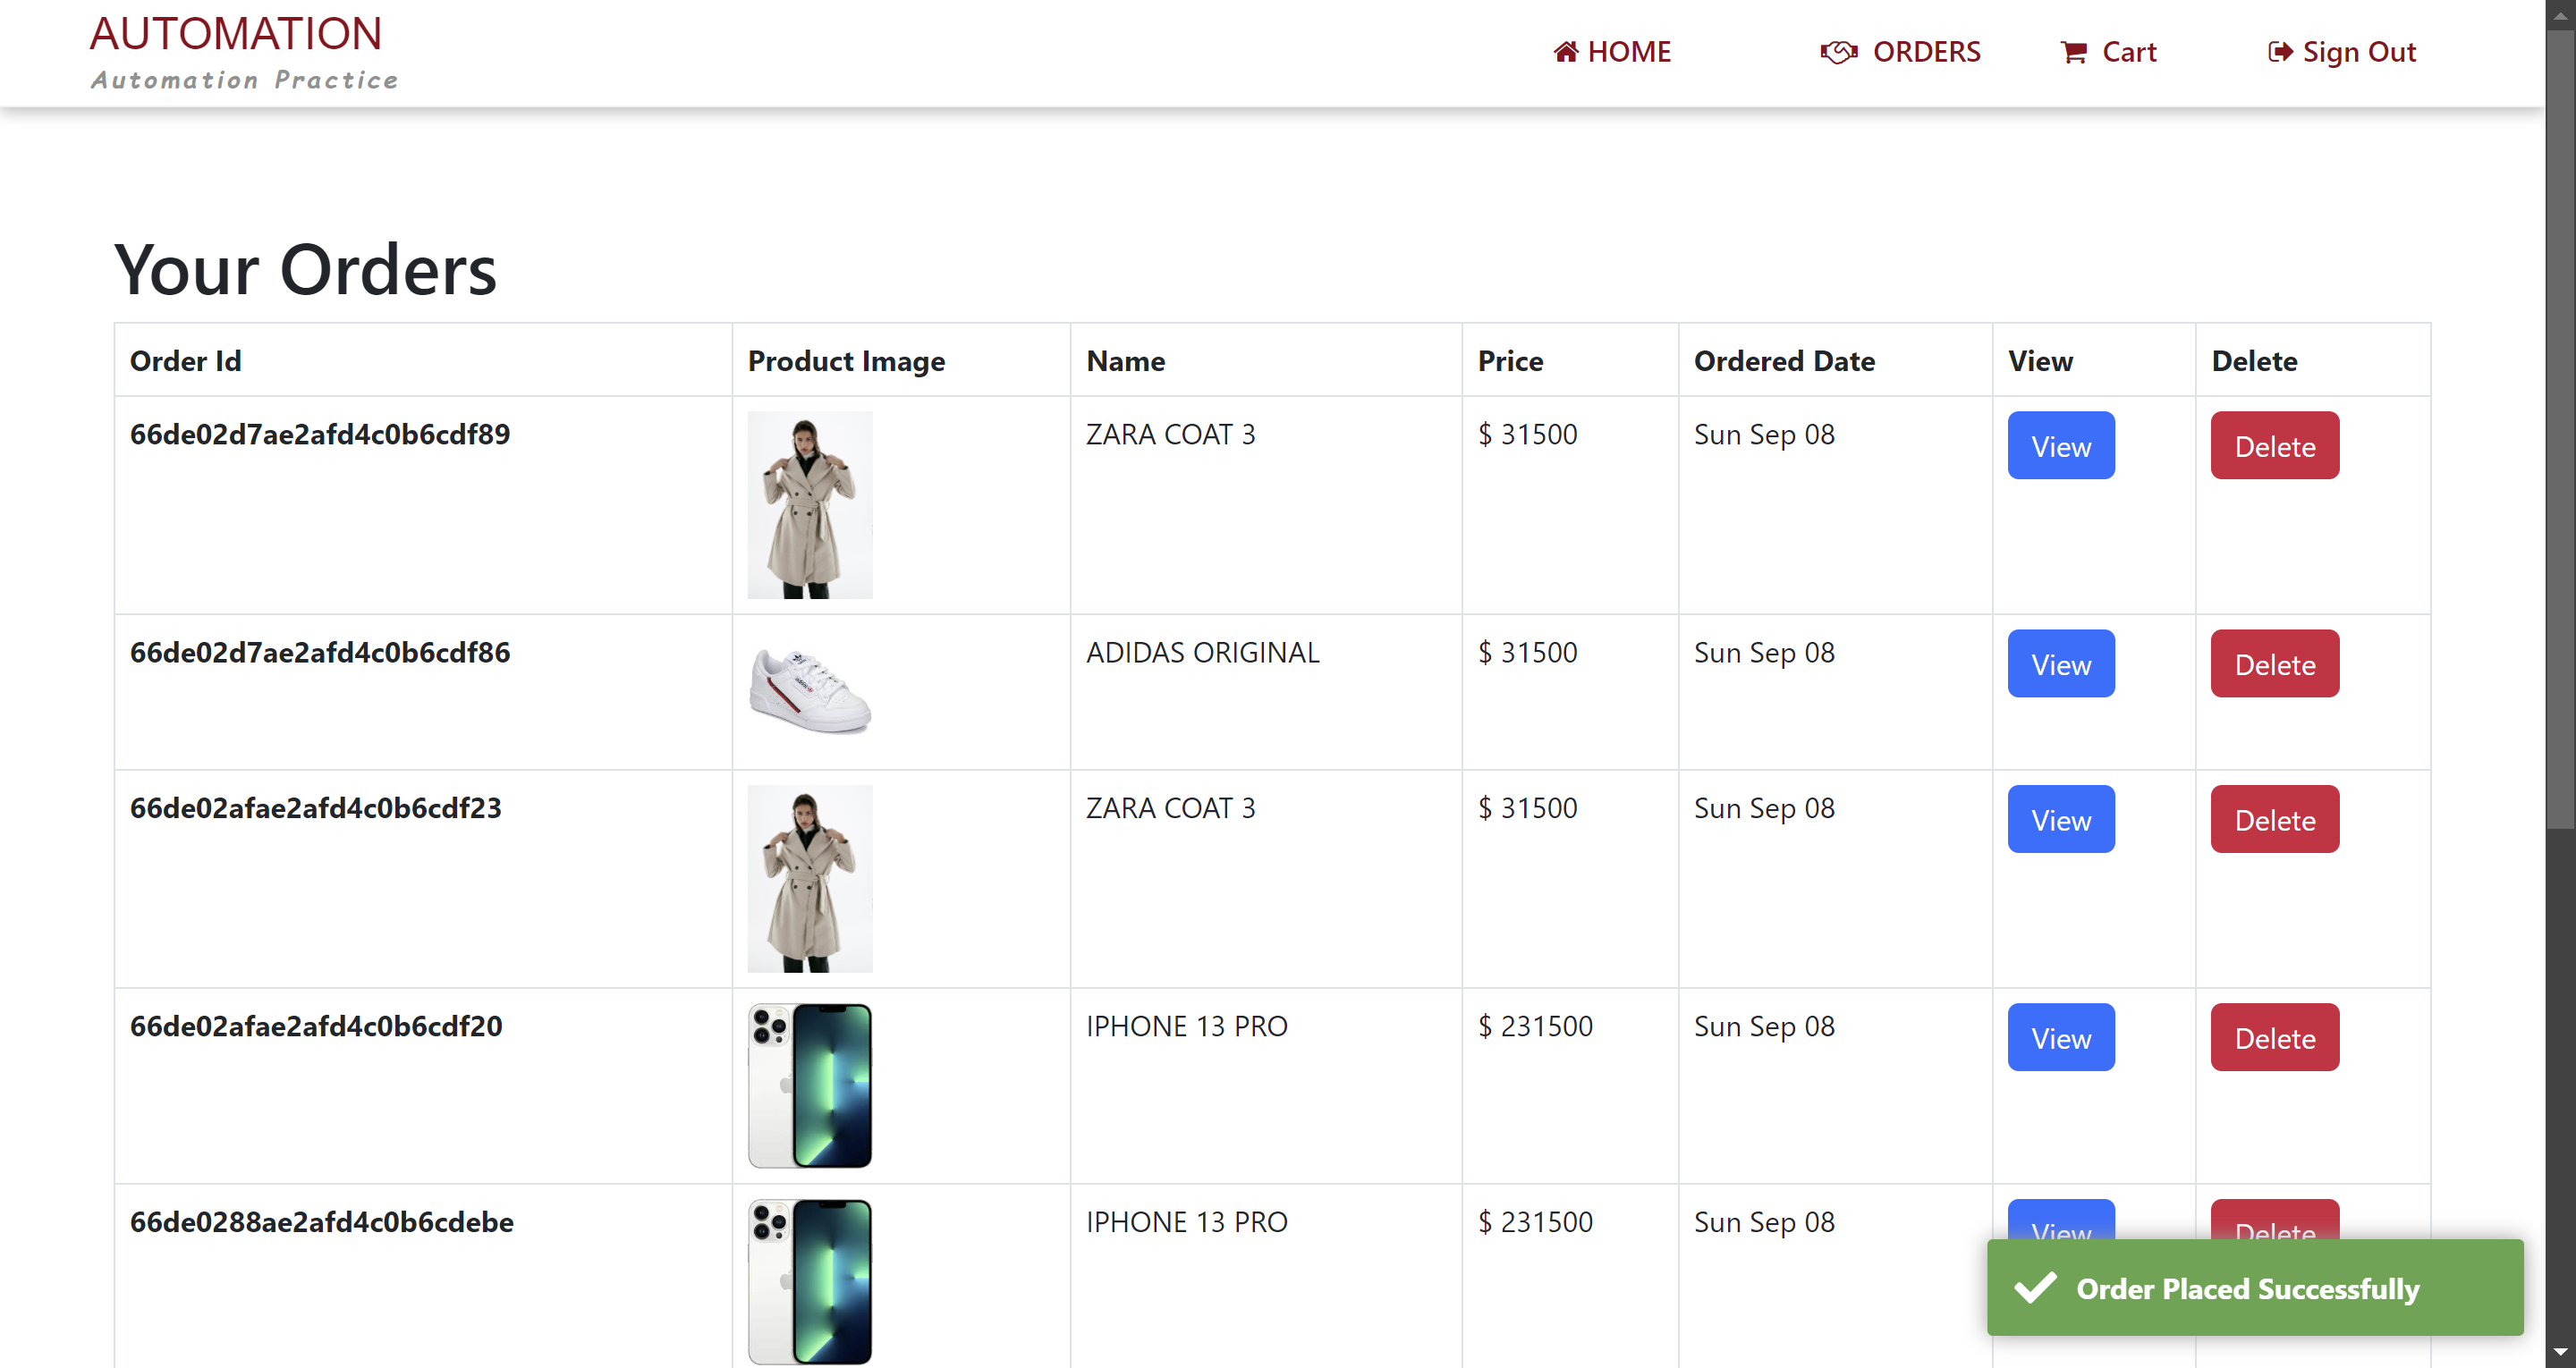 AUTOMATION
Automation Practice
HOME
ORDERS
Cart
Sign Out
Your Orders
Order Id Product Image Name Price Ordered Date View Delete
66de02d7ae2afd4c0b6cdf89 ZARA COAT 3 $ 31500 Sun Sep 08 View Delete
66de02d7ae2afd4c0b6cdf86 ADIDAS ORIGINAL $ 31500 Sun Sep 08 View Delete
66de02afae2afd4c0b6cdf23 ZARA COAT 3 $ 31500 Sun Sep 08 View Delete
66de02afae2afd4c0b6cdf20 IPHONE 13 PRO $ 231500 Sun Sep 08 View Delete
66de0288ae2afd4c0b6cdebe IPHONE 13 PRO $ 231500 Sun Sep 08 View Delete
Order Placed Successfully